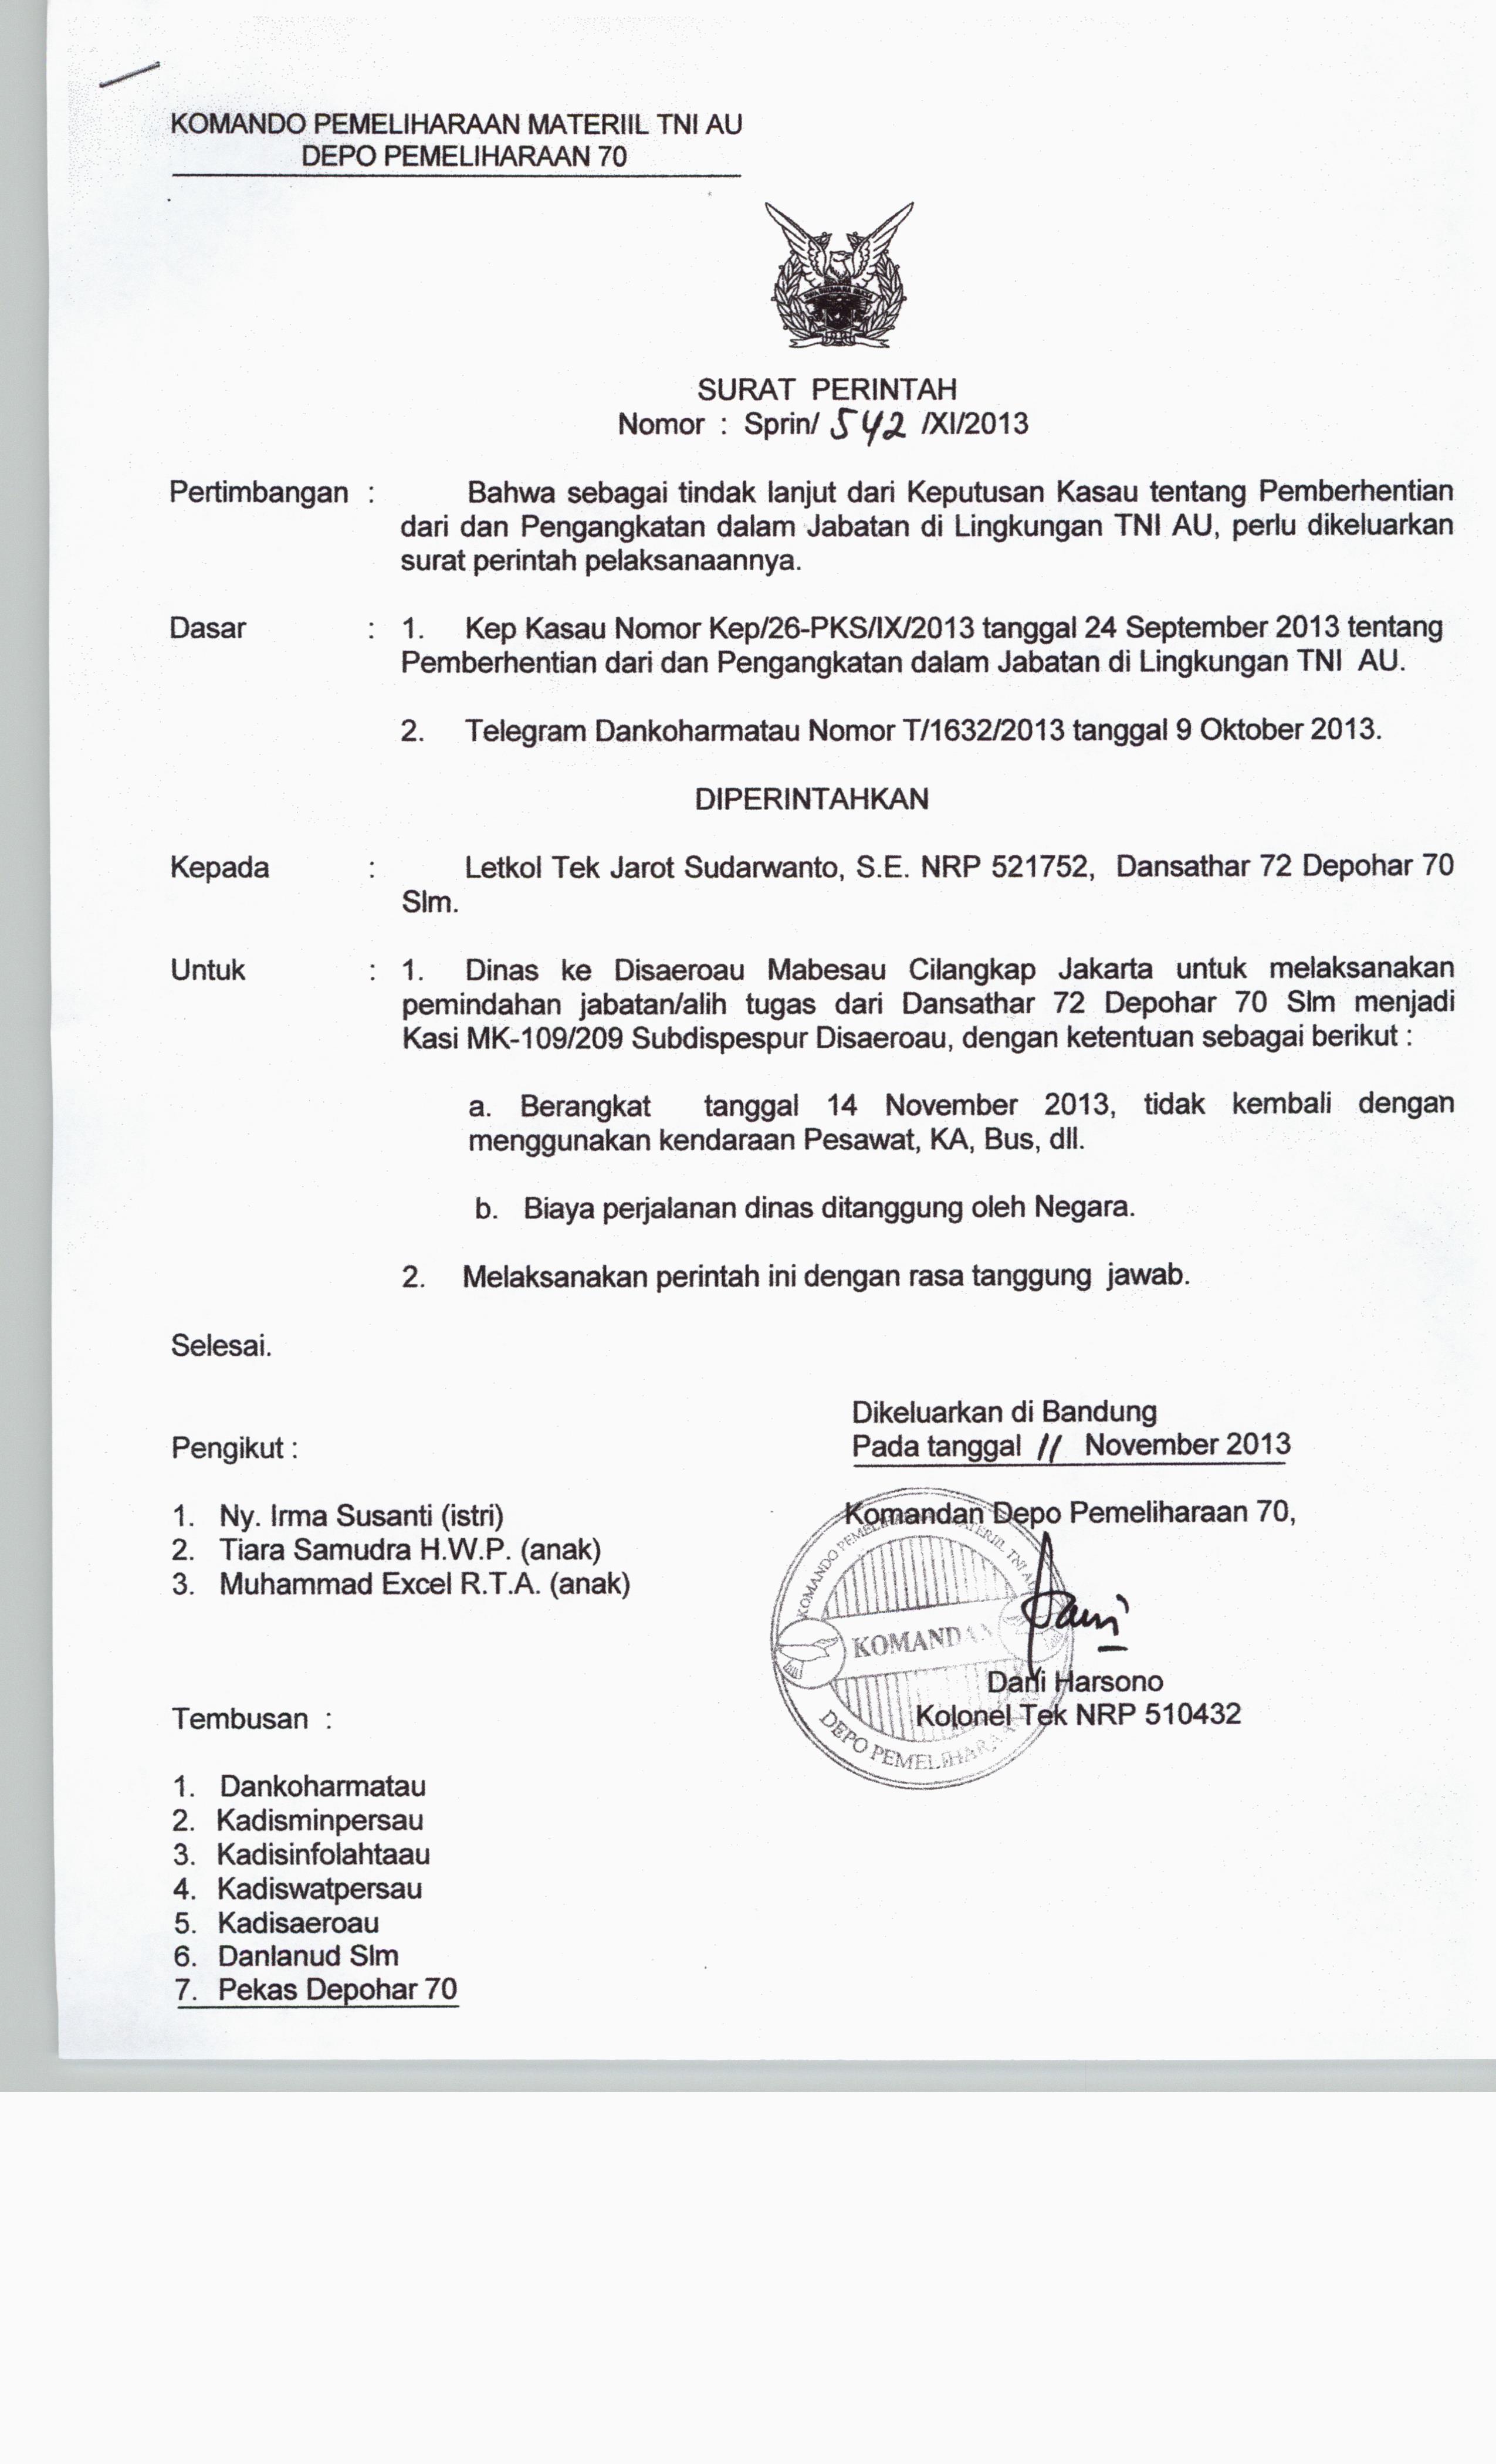 KOMANDO PEMELIHARAAN MATERIIL TNI AU
DEPO PEMELIHARAAN 70
SURAT PERINTAH
Nomor : Sprin/ 542 /XI/2013
Pertimbangan : Bahwa sebagai tindak lanjut dari Keputusan Kasau tentang Pemberhentian
dari dan Pengangkatan dalam Jabatan di Lingkungan TNI AU, perlu dikeluarkan
surat perintah pelaksanaannya.
Dasar : 1. Kep Kasau Nomor Kep/26-PKS/IX/2013 tanggal 24 September 2013 tentang
Pemberhentian dari dan Pengangkatan dalam Jabatan di Lingkungan TNI AU.
2. Telegram Dankoharmatau Nomor T/1632/2013 tanggal 9 Oktober 2013.
DIPERINTAHKAN
Kepada : Letkol Tek Jarot Sudarwanto, S.E. NRP 521752, Dansathar 72 Depohar 70
Slm.
Untuk : 1. Dinas ke Disaeroau Mabesau Cilangkap Jakarta untuk melaksanakan
pemindahan jabatan/alih tugas dari Dansathar 72 Depohar 70 Slm menjadi
Kasi MK-109/209 Subdispespur Disaeroau, dengan ketentuan sebagai berikut :
a. Berangkat tanggal 14 November 2013, tidak kembali dengan
menggunakan kendaraan Pesawat, KA, Bus, dll.
b. Biaya perjalanan dinas ditanggung oleh Negara.
2. Melaksanakan perintah ini dengan rasa tanggung jawab.
Selesai.
Dikeluarkan di Bandung
Pada tanggal 11 November 2013
Pengikut :
1. Ny. Irma Susanti (istri)
2. Tiara Samudra H.W.P. (anak)
3. Muhammad Excel R.T.A. (anak)
Komandan Depo Pemeliharaan 70,
KOMANDO PEMELIHARAAN MATERIIL TNI AU
KOMANDAN
DEPO PEMELIHARAAN
Dani Harsono
Kolonel Tek NRP 510432
Tembusan :
1. Dankoharmatau
2. Kadisminpersau
3. Kadisinfolahtaau
4. Kadiswatpersau
5. Kadisaeroau
6. Danlanud Slm
7. Pekas Depohar 70